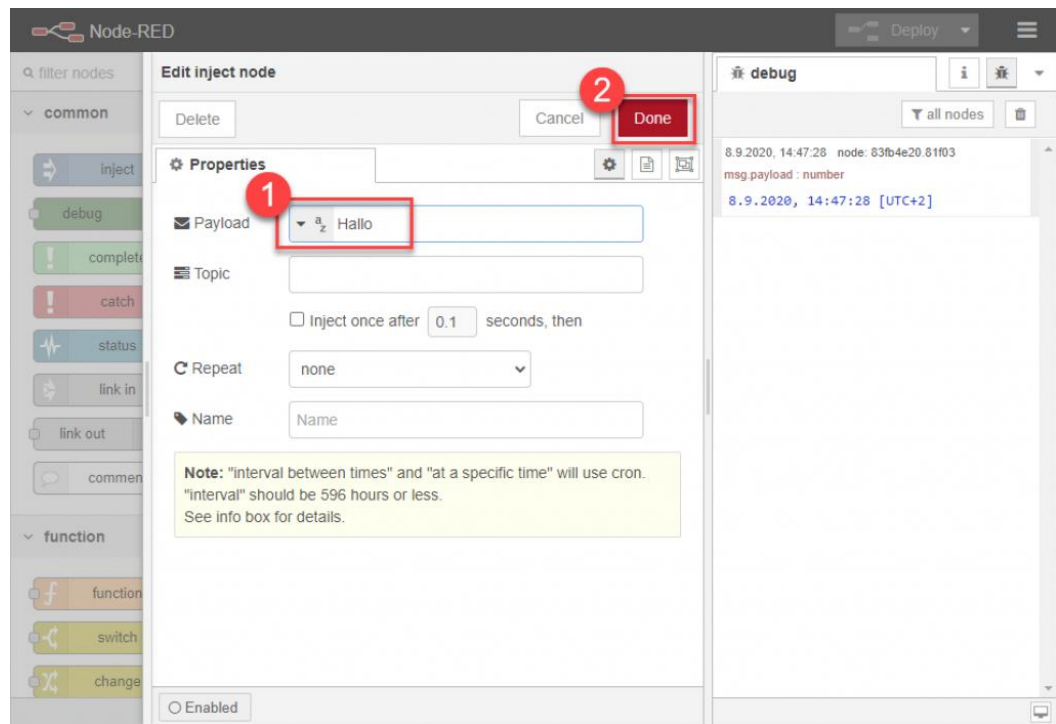 Node-RED
Deploy
filter nodes
common
inject
debug
complete
catch
status
link in
link out
commen
function
function
switch
change
Edit inject node
2
Delete
Cancel
Done
Properties
1
Payload
a z Hallo
Topic
Inject once after 0.1 seconds, then
Repeat
none
Name
Name
Note: "interval between times" and "at a specific time" will use cron.
"interval" should be 596 hours or less.
See info box for details.
Enabled
debug
i
all nodes
8.9.2020, 14:47:28 node: 83fb4e20.81f03
msg.payload : number
8.9.2020, 14:47:28 [UTC+2]